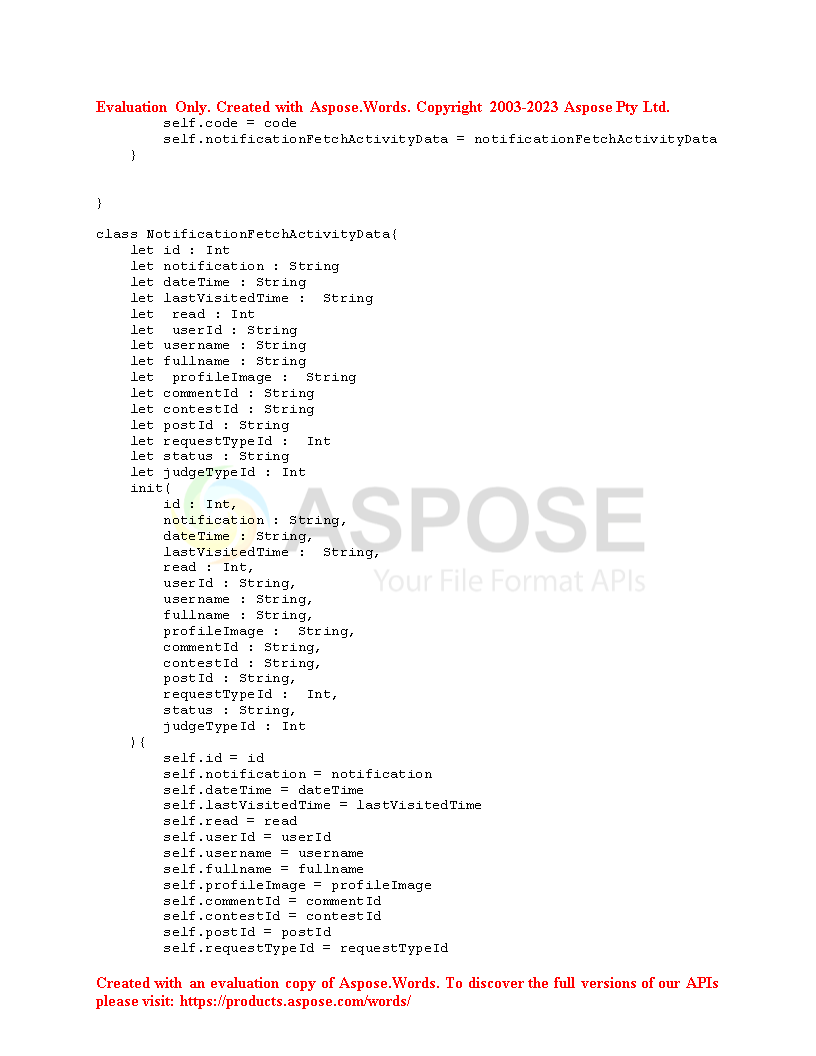 Evaluation Only. Created with Aspose.Words. Copyright 2003-2023 Aspose Pty Ltd.
        self.code = code
        self.notificationFetchActivityData = notificationFetchActivityData
    }
}
class NotificationFetchActivityData{
    let id : Int
    let notification : String
    let dateTime : String
    let lastVisitedTime :  String
    let  read : Int
    let  userId : String
    let username : String
    let fullname : String
    let  profileImage :  String
    let commentId : String
    let contestId : String
    let postId : String
    let requestTypeId :  Int
    let status : String
    let judgeTypeId : Int
    init(
        id : Int,
        notification : String,
        dateTime : String,
        lastVisitedTime :  String,
        read : Int,
        userId : String,
        username : String,
        fullname : String,
        profileImage :  String,
        commentId : String,
        contestId : String,
        postId : String,
        requestTypeId :  Int,
        status : String,
        judgeTypeId : Int
    ){
        self.id = id
        self.notification = notification
        self.dateTime = dateTime
        self.lastVisitedTime = lastVisitedTime
        self.read = read
        self.userId = userId
        self.username = username
        self.fullname = fullname
        self.profileImage = profileImage
        self.commentId = commentId
        self.contestId = contestId
        self.postId = postId
        self.requestTypeId = requestTypeId
ASPOSE
Your File Format APIs
Created with an evaluation copy of Aspose.Words. To discover the full versions of our APIs
please visit: https://products.aspose.com/words/